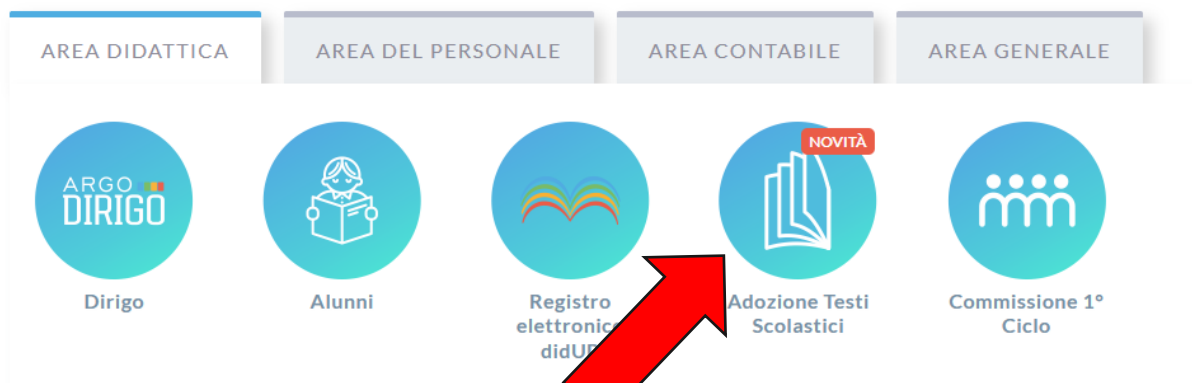 AREA DIDATTICA
AREA DEL PERSONALE
AREA CONTABILE
AREA GENERALE
NOVITÀ
ARGO
DIRIGO
Dirigo
Alunni
Registro
elettronico
Adozione Testi
Scolastici
Commissione 1°
Ciclo